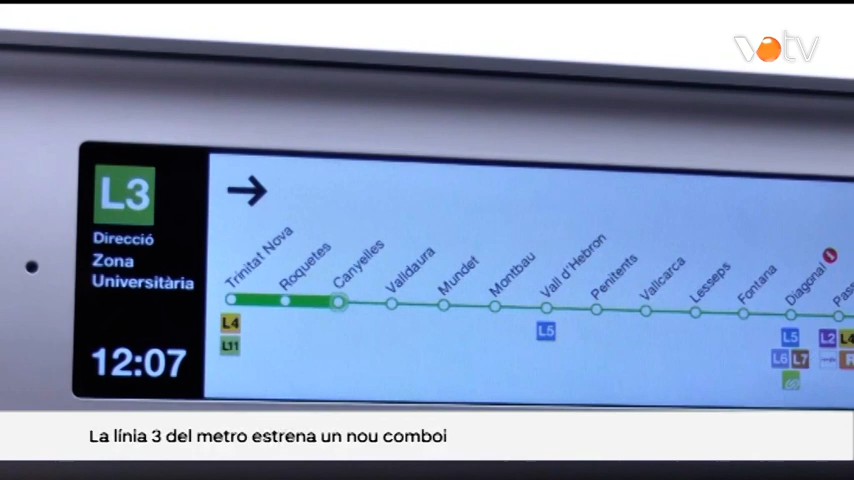 votv
L3
Direcció
Zona
Universitària
12:07
Trinitat Nova
Roquetes
Canyelles
Valldaura
Mundet
Montbau
Vall d'Hebron
Penitents
Vallcarca
Lesseps
Fontana
Diagonal
Pass
L4
L11
L5
L5
L6 L7
L2 L4
R
La línia 3 del metro estrena un nou comboi